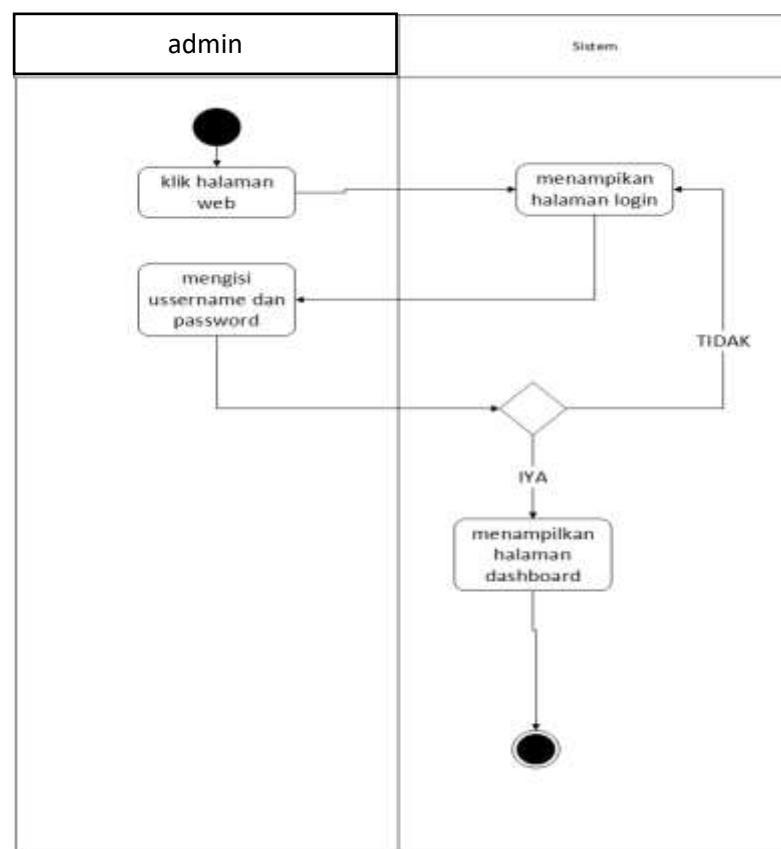 admin
Sistem
klik halaman
web
menampikan
halaman login
mengisi
ussername dan
password
TIDAK
IYA
menampilkan
halaman
dashboard